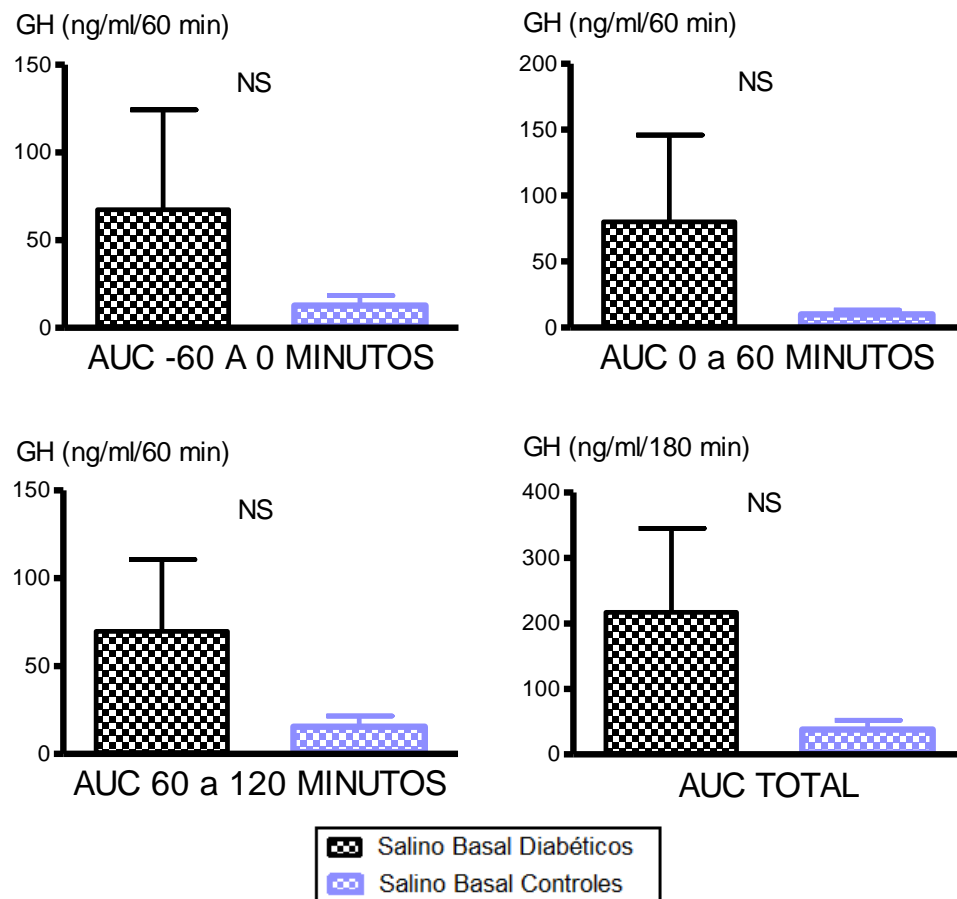 GH (ng/ml/60 min)
150
100
50
0
NS
AUC -60 A 0 MINUTOS
GH (ng/ml/60 min)
200
150
100
50
0
NS
AUC 0 a 60 MINUTOS
GH (ng/ml/60 min)
150
100
50
0
NS
AUC 60 a 120 MINUTOS
GH (ng/ml/180 min)
400
300
200
100
0
NS
AUC TOTAL
Salino Basal Diabéticos
Salino Basal Controles